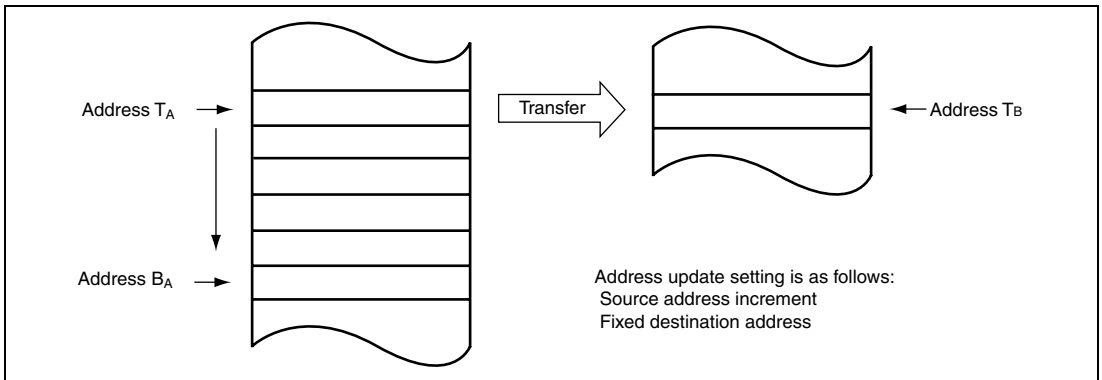 Address TA
Transfer
Address TB
Address BA
Address update setting is as follows:
Source address increment
Fixed destination address